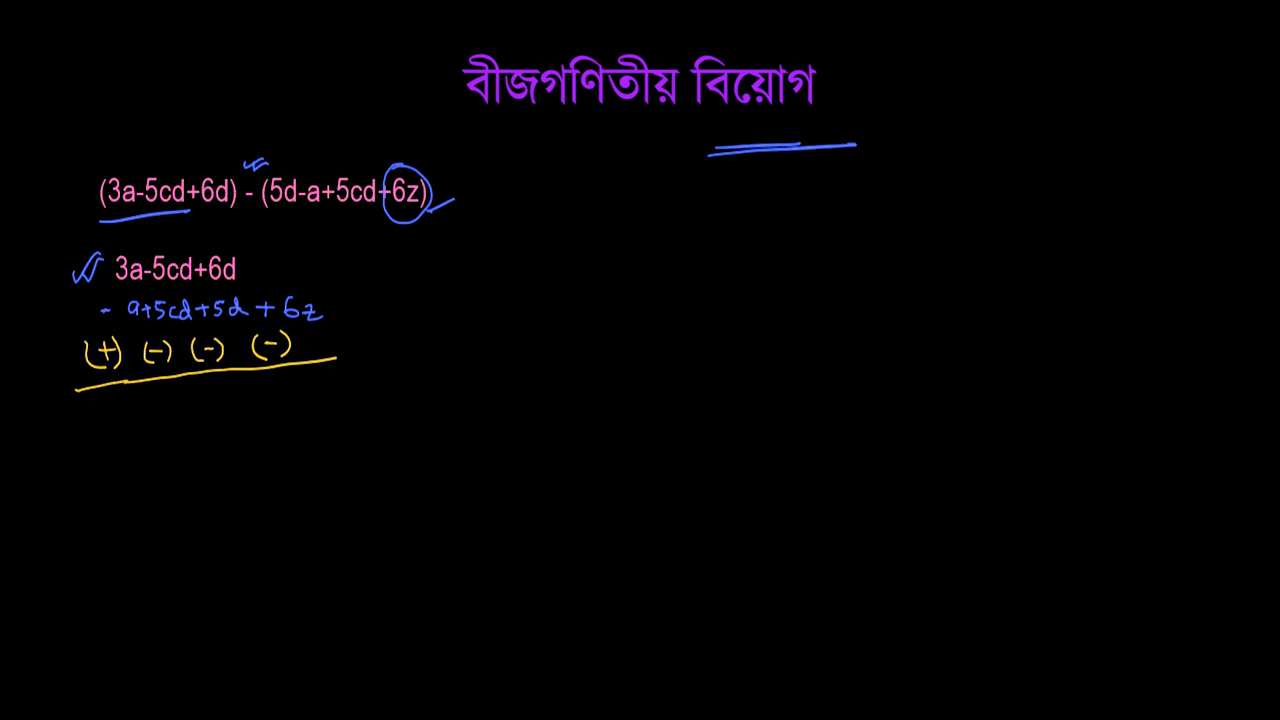 বীজগণিতীয় বিয়োগ
(3a-5cd+6d) - (5d-a+5cd+6z)
3a-5cd+6d
- a+5cd+5d + 6z
(+) (-) (-) (-)